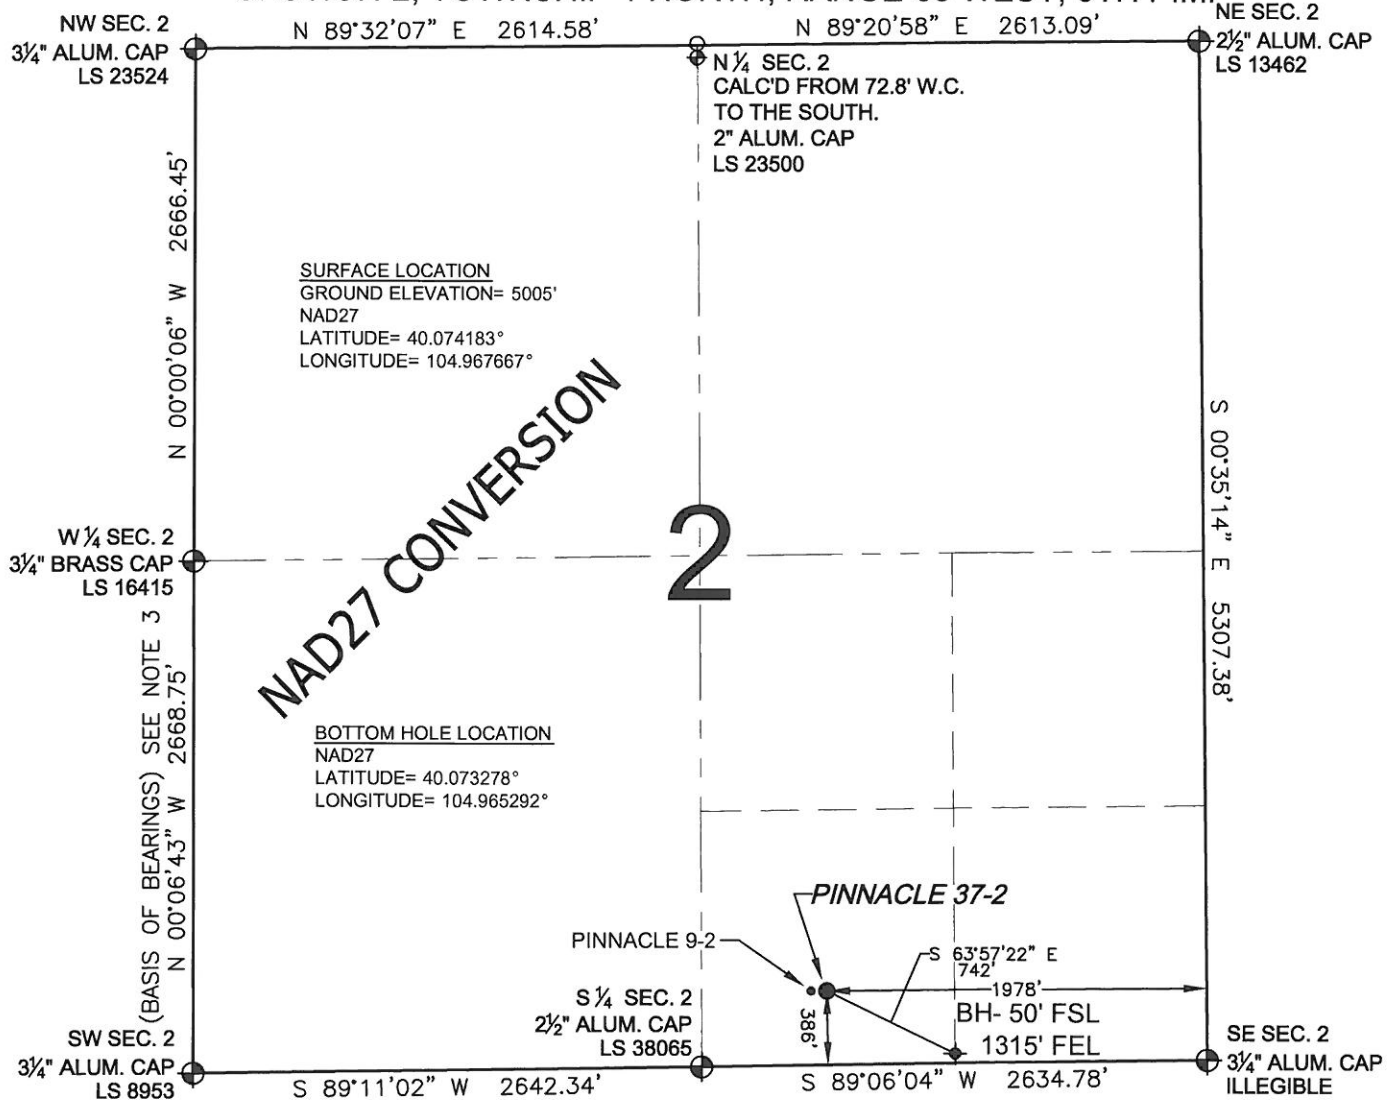 NW SEC. 2
3¼" ALUM. CAP
LS 23524
N 89°32'07" E 2614.58'
N 89°20'58" E 2613.09'
NE SEC. 2
2½" ALUM. CAP
LS 13462
N ¼ SEC. 2
CALC'D FROM 72.8' W.C.
TO THE SOUTH.
2" ALUM. CAP
LS 23500
N 00°00'06" W 2666.45'
SURFACE LOCATION
GROUND ELEVATION= 5005'
NAD27
LATITUDE= 40.074183°
LONGITUDE= 104.967667°
NAD27 CONVERSION
2
S 00°35'14" E 5307.38'
W ¼ SEC. 2
3¼" BRASS CAP
LS 16415
(BASIS OF BEARINGS) SEE NOTE 3
N 00°06'43" W 2668.75'
BOTTOM HOLE LOCATION
NAD27
LATITUDE= 40.073278°
LONGITUDE= 104.965292°
PINNACLE 37-2
PINNACLE 9-2
S 63°57'22" E
742'
1978'
386'
BH- 50' FSL
1315' FEL
S ¼ SEC. 2
2½" ALUM. CAP
LS 38065
SW SEC. 2
3¼" ALUM. CAP
LS 8953
S 89°11'02" W 2642.34'
S 89°06'04" W 2634.78'
SE SEC. 2
3¼" ALUM. CAP
ILLEGIBLE